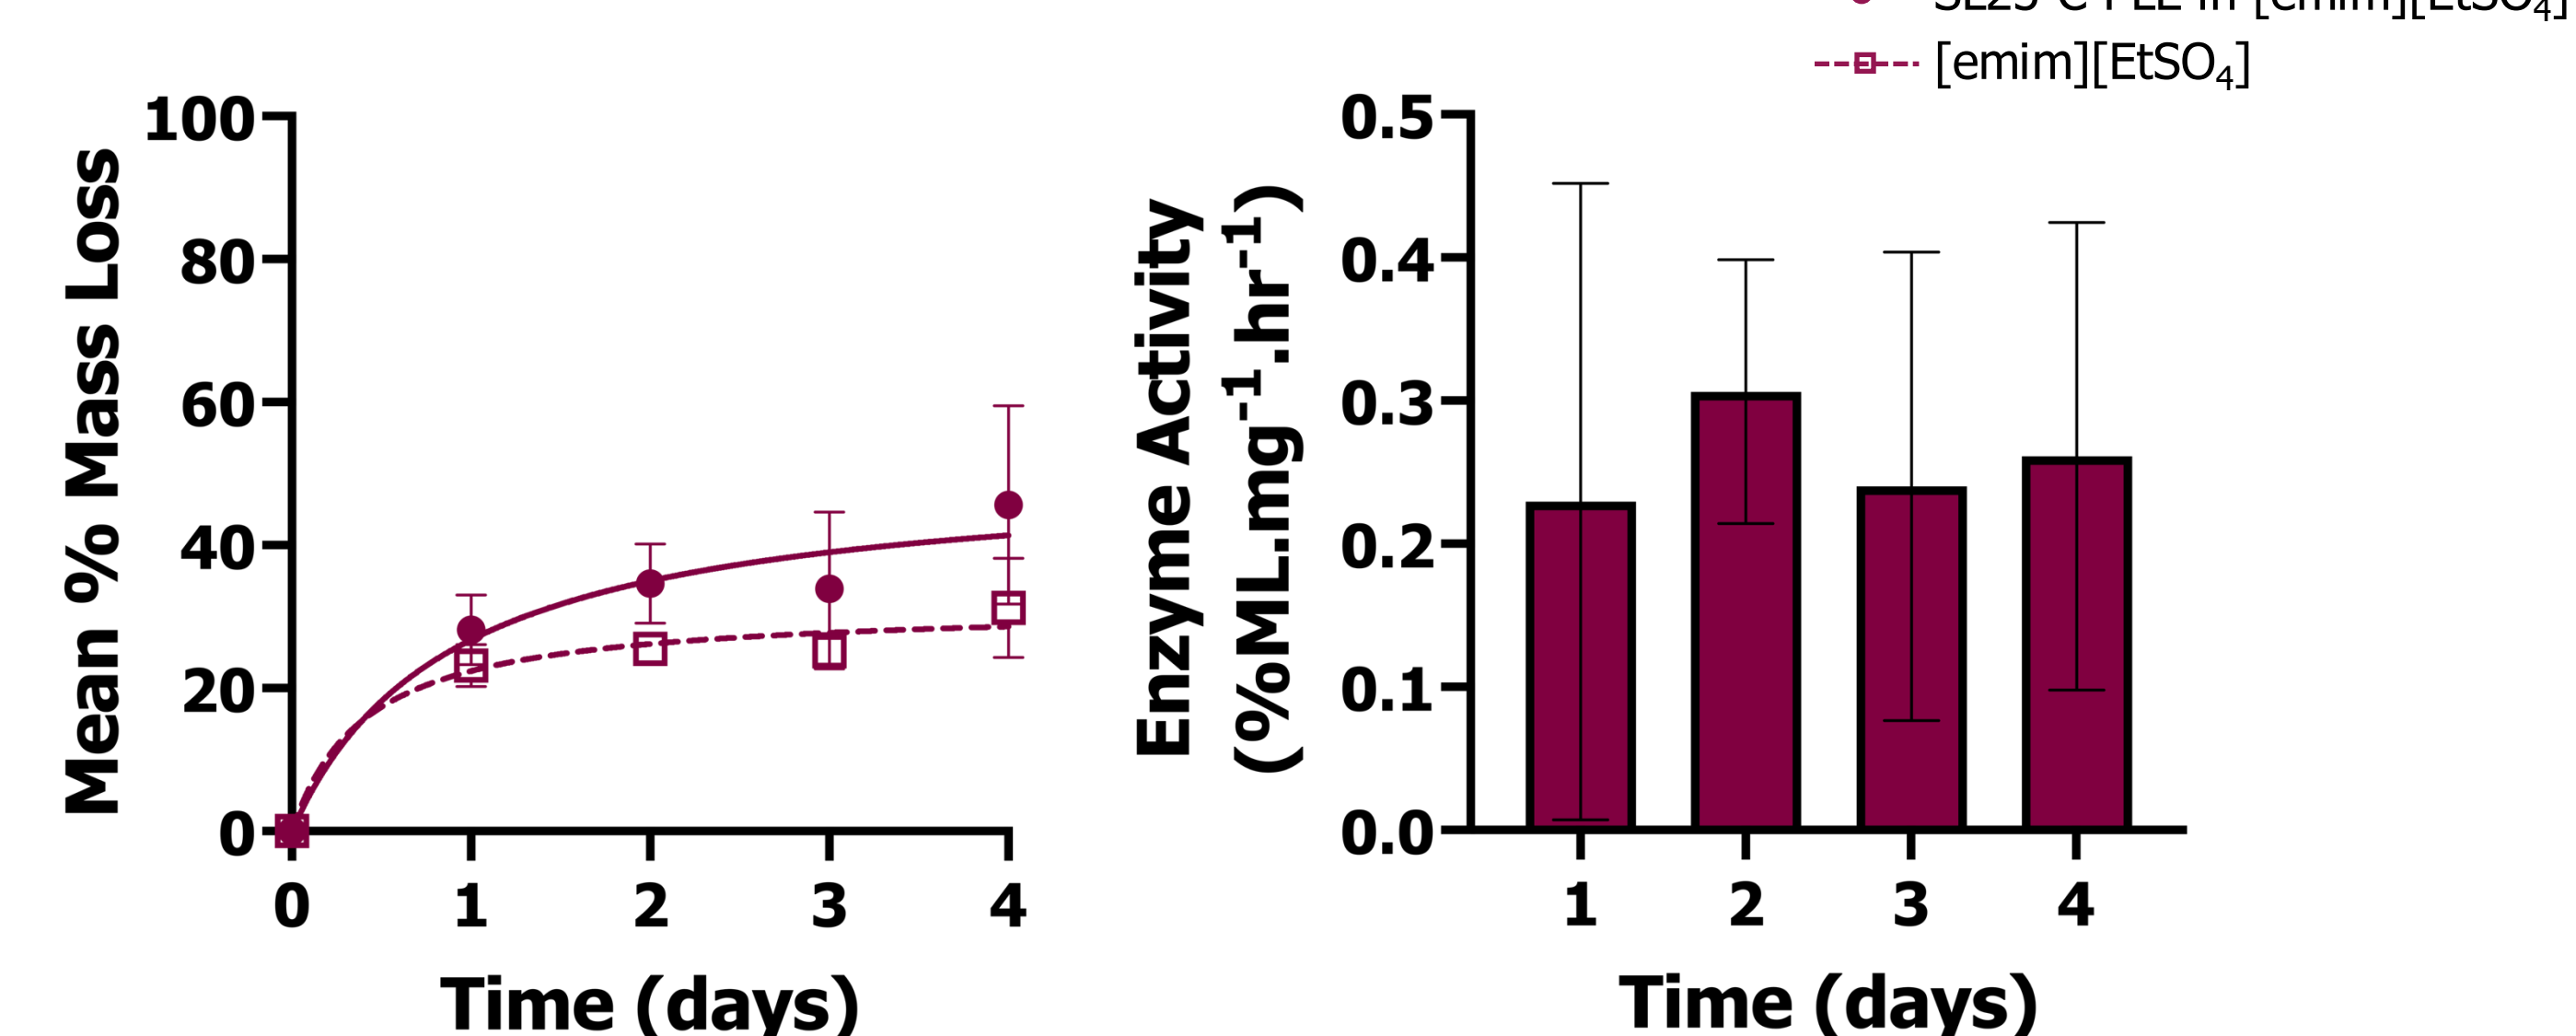 [emim][EtSO₄]
100
80
60
40
20
0
0 1 2 3 4
Mean % Mass Loss
Time (days)
0.5
0.4
0.3
0.2
0.1
0.0
1 2 3 4
Enzyme Activity
(%ML.mg⁻¹.hr⁻¹)
Time (days)